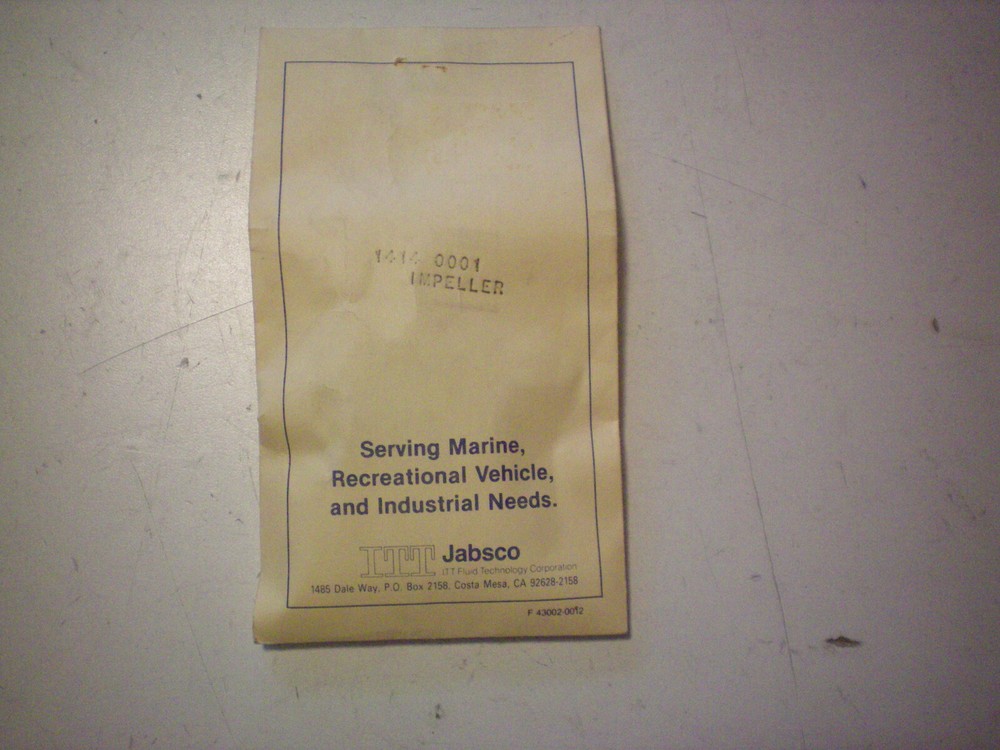 1414 0001
IMPELLER
Serving Marine,
Recreational Vehicle,
and Industrial Needs.
ITT Jabsco
ITT Fluid Technology Corporation
1485 Dale Way, P.O. Box 2158, Costa Mesa, CA 92628-2158
F 43002-0012